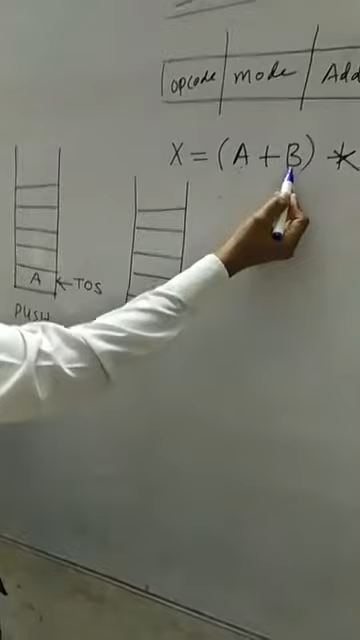 opcode mode Add
X = (A + B) *
A TOS
PUSH